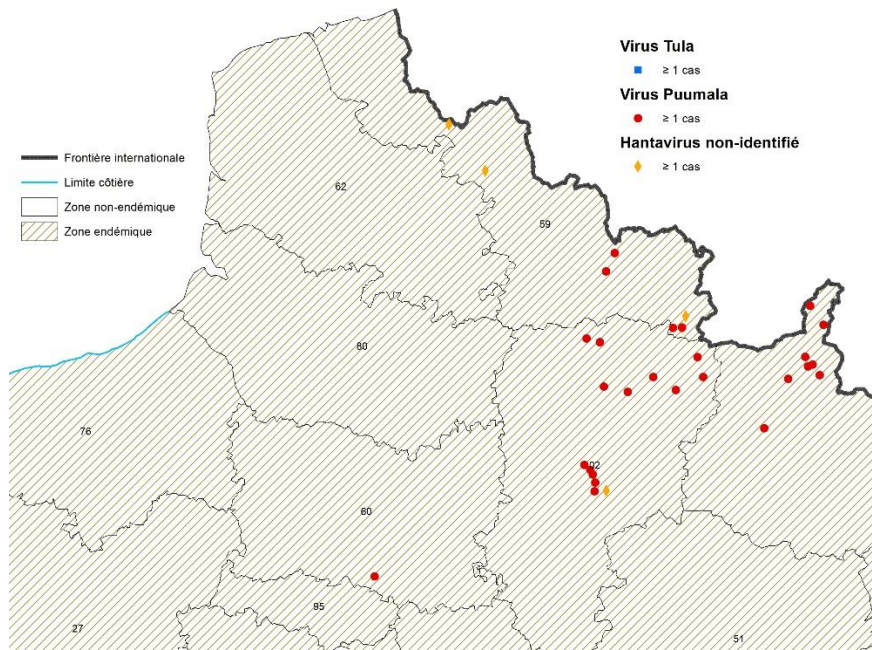 Virus Tula
≥ 1 cas
Virus Puumala
≥ 1 cas
Hantavirus non-identifié
≥ 1 cas
Frontière internationale
Limite côtière
Zone non-endémique
Zone endémique
62
59
80
76
02
60
95
27
51